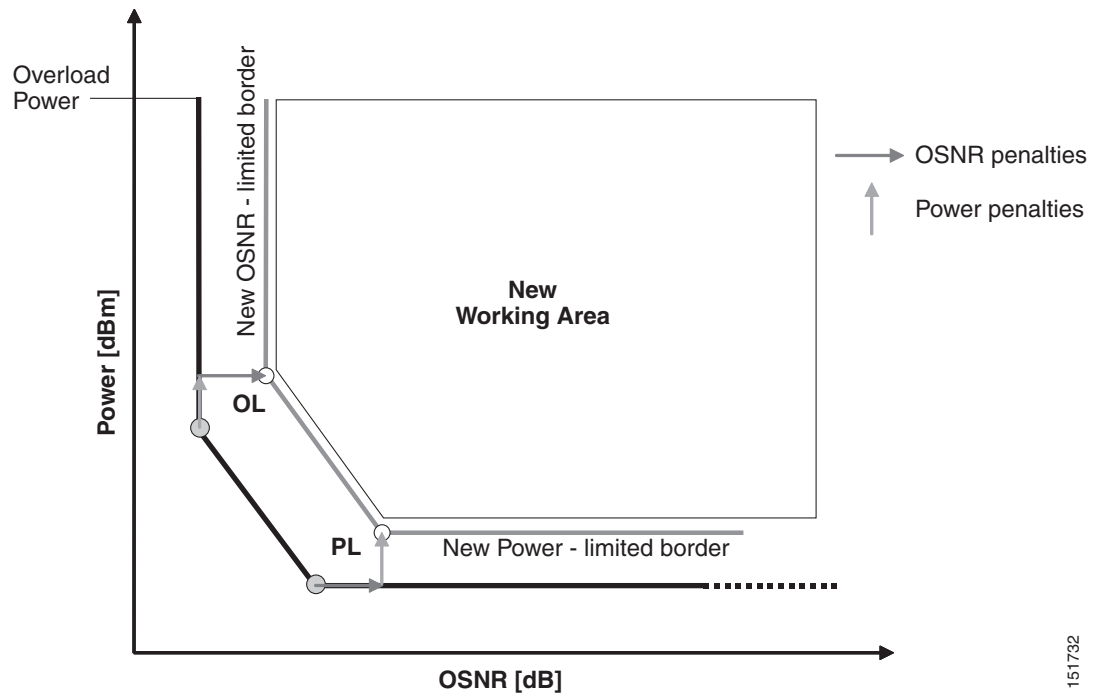 Overload
Power
New OSNR - limited border
OSNR penalties
Power penalties
New
Working Area
Power [dBm]
OL
PL
New Power - limited border
OSNR [dB]
151732